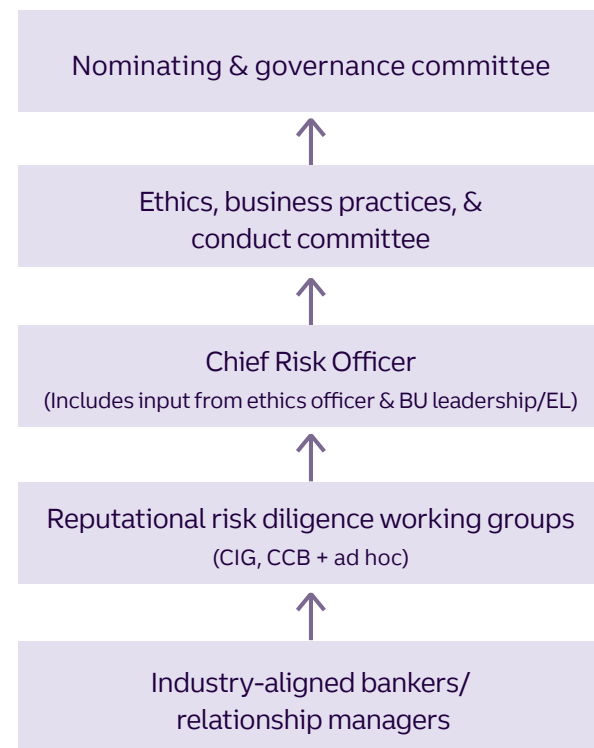 Nominating & governance committee
Ethics, business practices, &
conduct committee
Chief Risk Officer
(Includes input from ethics officer & BU leadership/EL)
Reputational risk diligence working groups
(CIG, CCB + ad hoc)
Industry-aligned bankers/
relationship managers